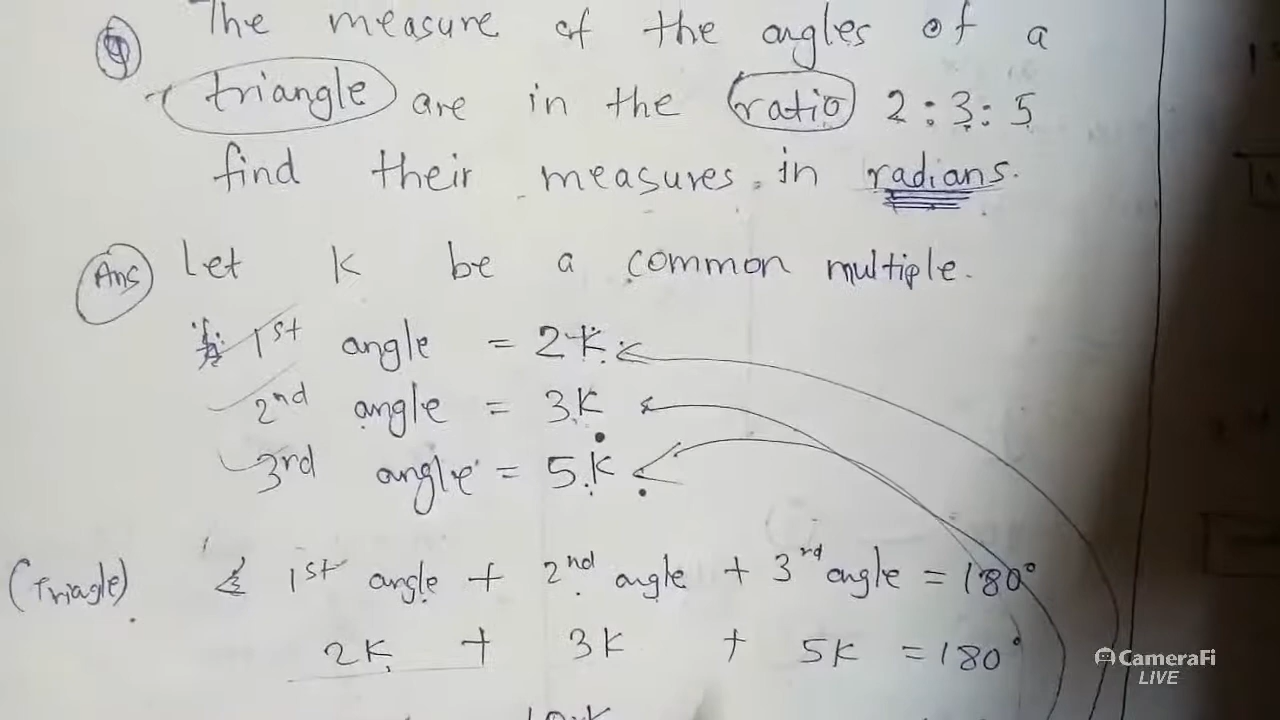 Q The measure of the angles of a
triangle are in the ratio 2:3:5
find their measures in radians.
Ans Let K be a common multiple.
1st angle = 2K
2nd angle = 3K
3rd angle = 5K
(Triagle) 1st angle + 2nd angle + 3rd angle = 180°
2K + 3K + 5K = 180°
10K
CameraFi
LIVE